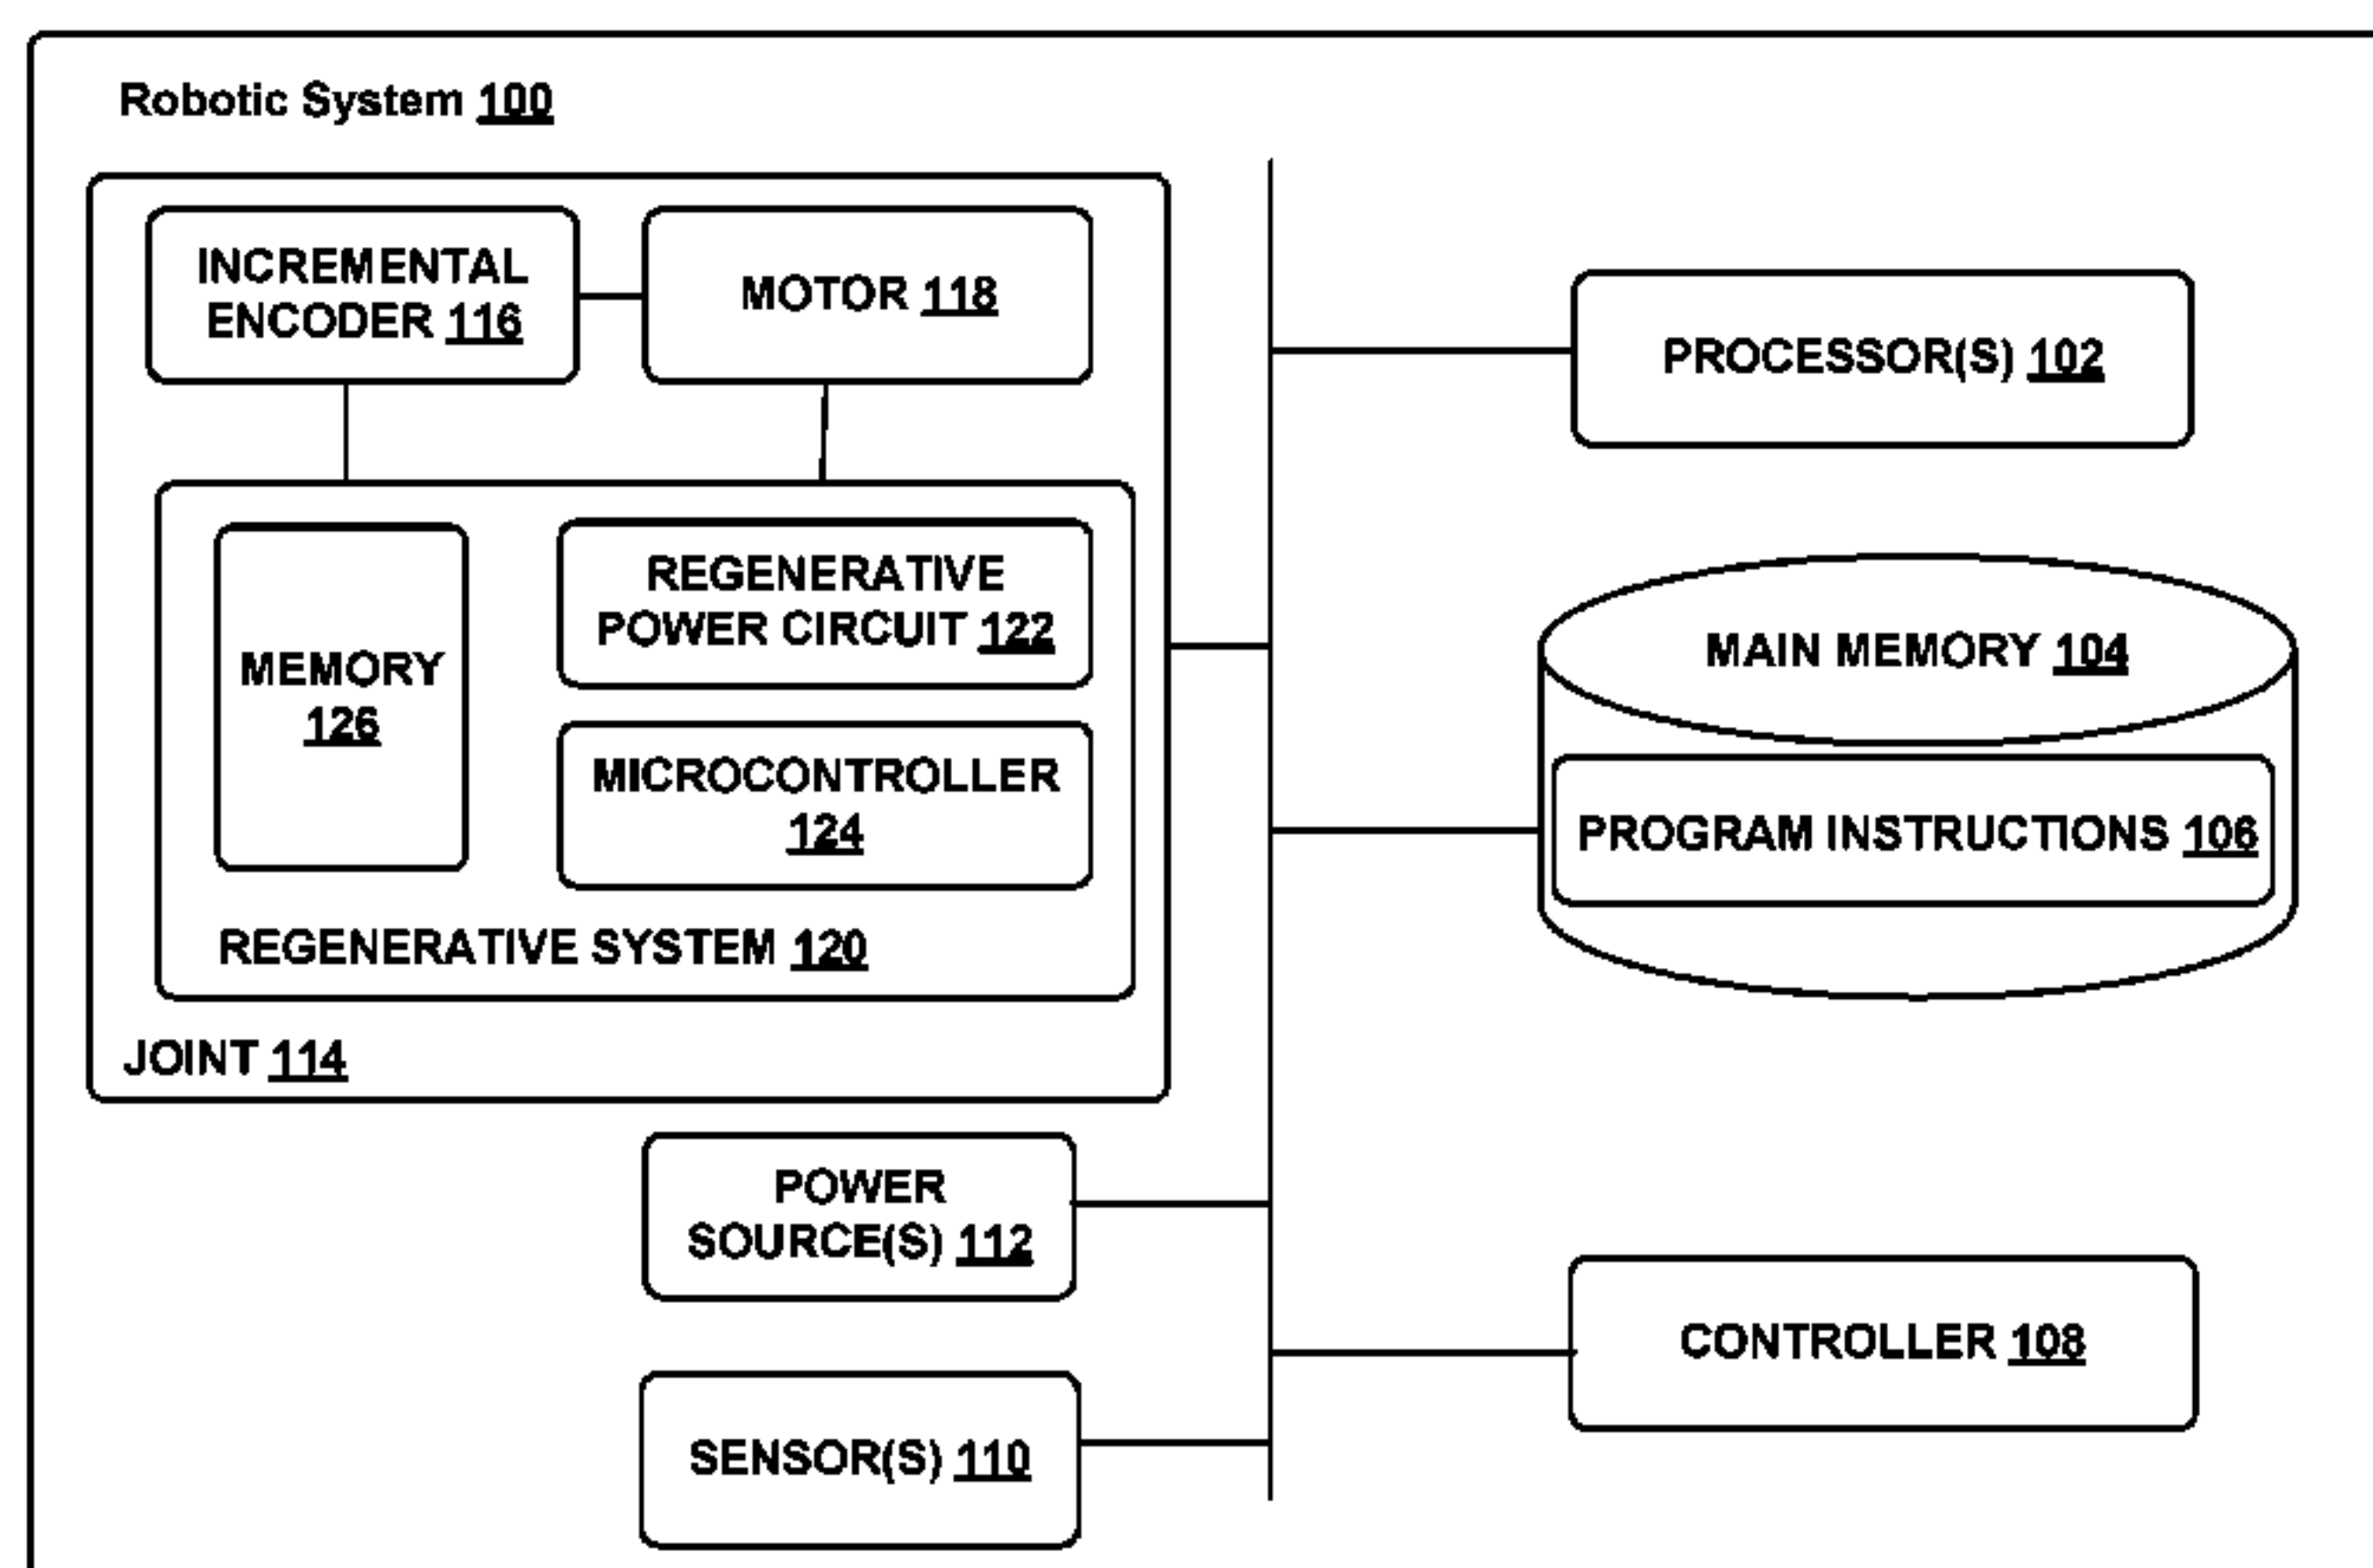 Robotic System 100
INCREMENTAL
ENCODER 116
MOTOR 118
MEMORY
126
REGENERATIVE
POWER CIRCUIT 122
MICROCONTROLLER
124
REGENERATIVE SYSTEM 120
JOINT 114
POWER
SOURCE(S) 112
SENSOR(S) 110
PROCESSOR(S) 102
MAIN MEMORY 104
PROGRAM INSTRUCTIONS 106
CONTROLLER 108